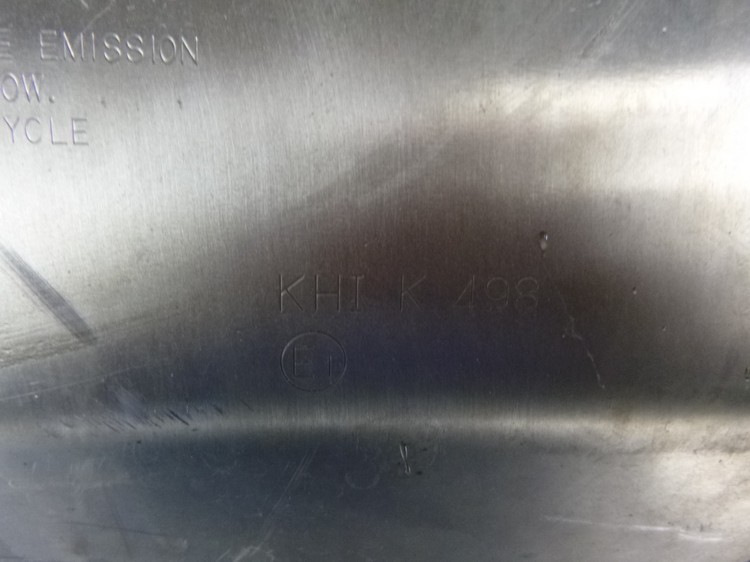 E EMISSION
OW.
YCLE
KHI K 498
E1